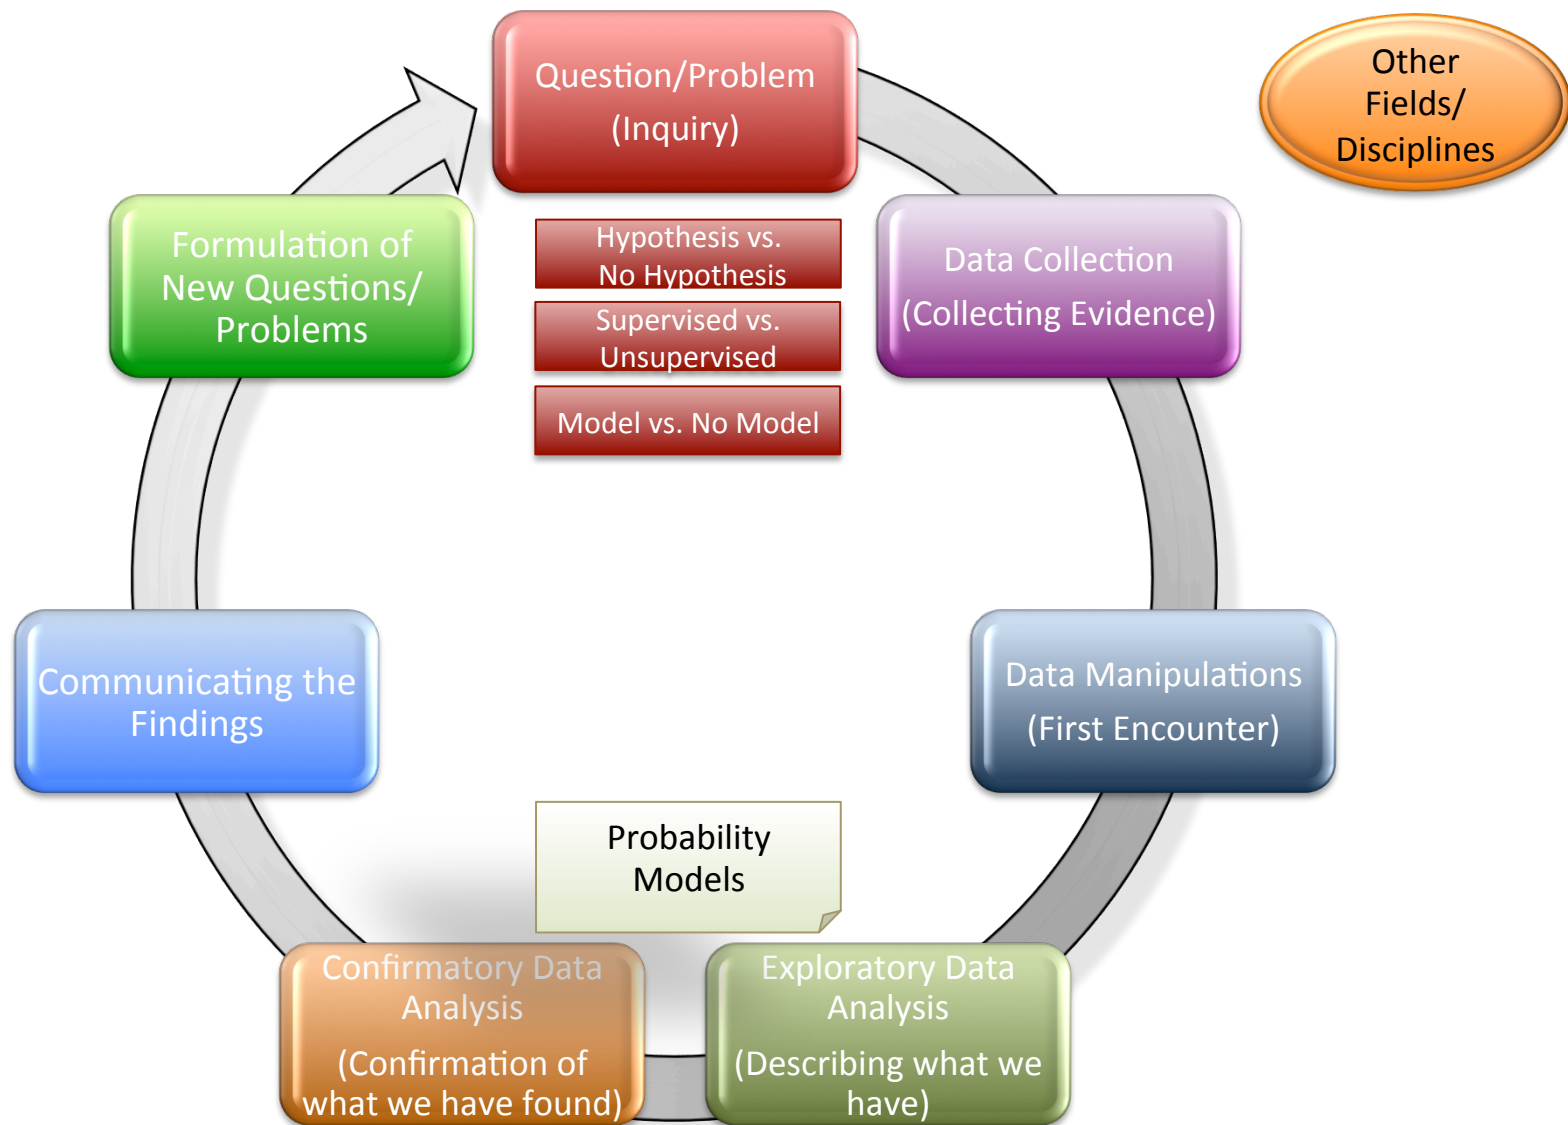 Question/Problem
(Inquiry)
Other
Fields/
Disciplines
Hypothesis vs.
No Hypothesis
Supervised vs.
Unsupervised
Model vs. No Model
Data Collection
(Collecting Evidence)
Data Manipulations
(First Encounter)
Probability
Models
Exploratory Data
Analysis
(Describing what we
have)
Confirmatory Data
Analysis
(Confirmation of
what we have found)
Communicating the
Findings
Formulation of
New Questions/
Problems